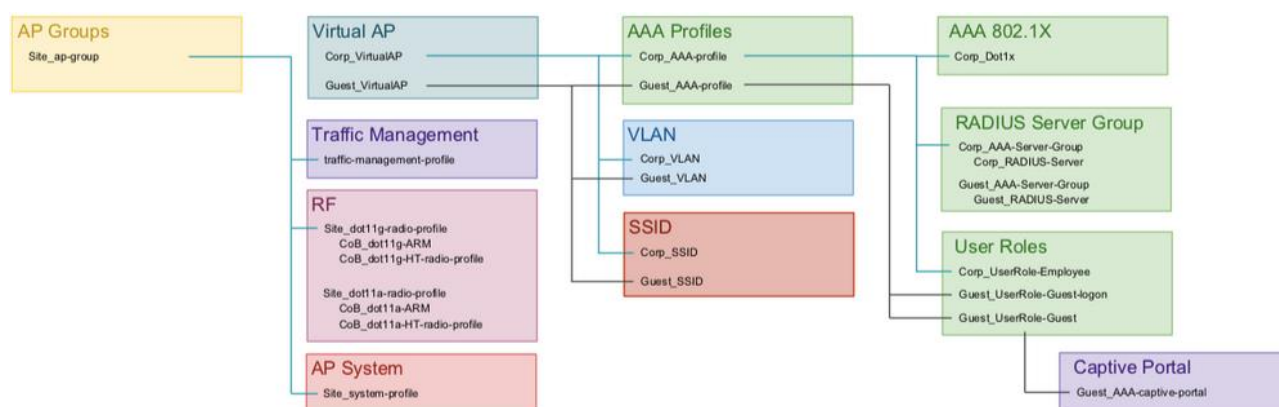 AP Groups
Site_ap-group
Virtual AP
Corp_VirtualAP
Guest_VirtualAP
Traffic Management
traffic-management-profile
RF
Site_dot11g-radio-profile
CoB_dot11g-ARM
CoB_dot11g-HT-radio-profile
Site_dot11a-radio-profile
CoB_dot11a-ARM
CoB_dot11a-HT-radio-profile
AP System
Site_system-profile
AAA Profiles
Corp_AAA-profile
Guest_AAA-profile
VLAN
Corp_VLAN
Guest_VLAN
SSID
Corp_SSID
Guest_SSID
AAA 802.1X
Corp_Dot1x
RADIUS Server Group
Corp_AAA-Server-Group
Corp_RADIUS-Server
Guest_AAA-Server-Group
Guest_RADIUS-Server
User Roles
Corp_UserRole-Employee
Guest_UserRole-Guest-logon
Guest_UserRole-Guest
Captive Portal
Guest_AAA-captive-portal